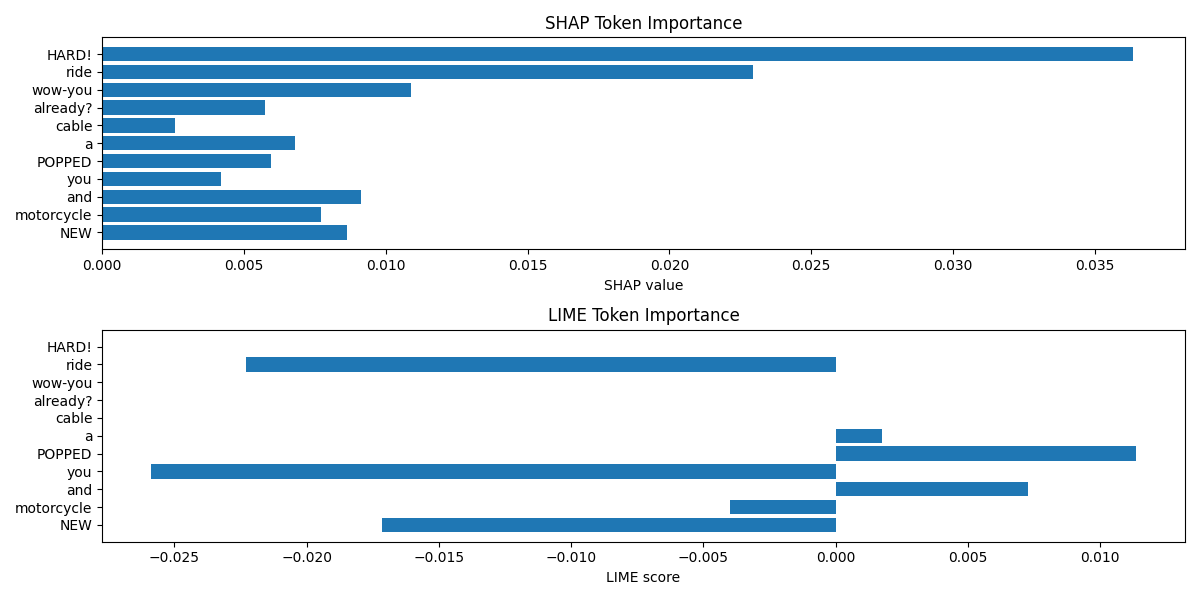 SHAP Token Importance
HARD!
ride
wow-you
already?
cable
a
POPPED
you
and
motorcycle
NEW
0.000 0.005 0.010 0.015 0.020 0.025 0.030 0.035
SHAP value
LIME Token Importance
HARD!
ride
wow-you
already?
cable
a
POPPED
you
and
motorcycle
NEW
−0.025 −0.020 −0.015 −0.010 −0.005 0.000 0.005 0.010
LIME score